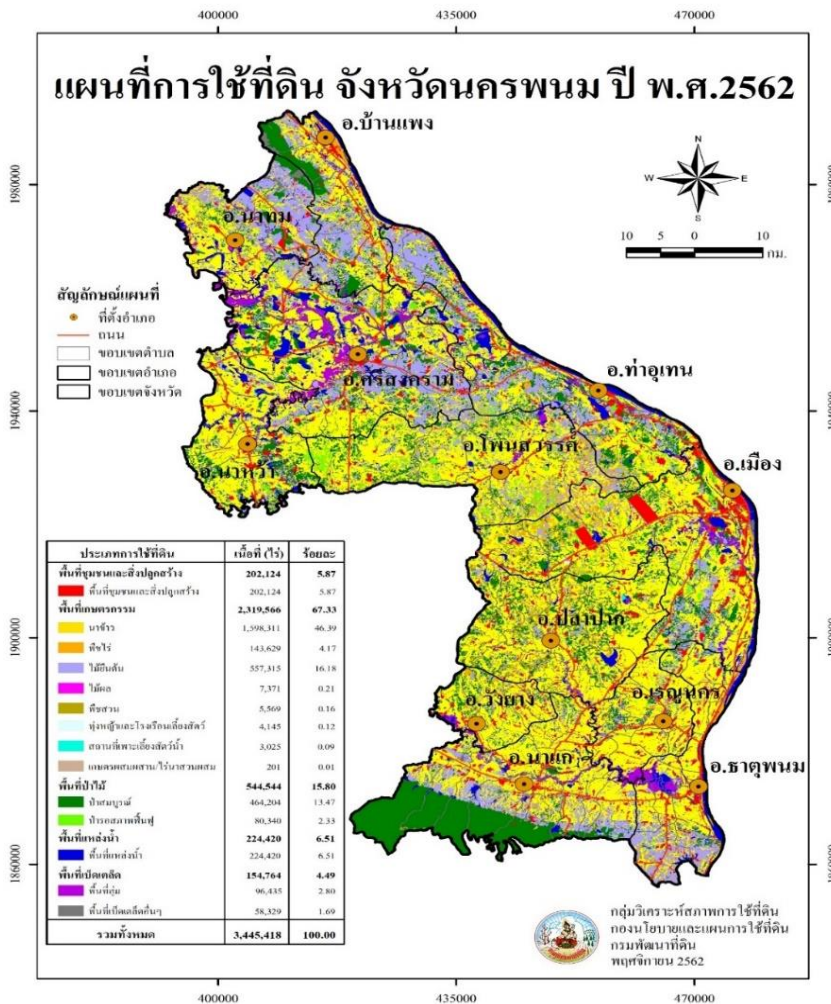 400000 435000 470000
แผนที่การใช้ที่ดิน จังหวัดนครพนม ปี พ.ศ.2562
อ.บ้านแพง
N
W E
S
1980000
อ.นาทม
10 5 0 10
กม.
สัญลักษณ์แผนที่
ที่ตั้งอำเภอ
ถนน
ขอบเขตตำบล
ขอบเขตอำเภอ
ขอบเขตจังหวัด
อ.ศรีสงคราม
อ.ท่าอุเทน
1940000 1940000
อ.โพนสวรรค์
อ.นาหว้า
อ.เมือง
ประเภทการใช้ที่ดิน เนื้อที่ (ไร่) ร้อยละ
พื้นที่ชุมชนและสิ่งปลูกสร้าง 202,124 5.87
พื้นที่ชุมชนและสิ่งปลูกสร้าง 202,124 5.87
พื้นที่เกษตรกรรม 2,319,566 67.33
นาข้าว 1,598,311 46.39
พืชไร่ 143,629 4.17
ไม้ยืนต้น 557,315 16.18
ไม้ผล 7,371 0.21
พืชสวน 5,569 0.16
ทุ่งหญ้าและโรงเรือนเลี้ยงสัตว์ 4,145 0.12
สถานที่เพาะเลี้ยงสัตว์น้ำ 3,025 0.09
เกษตรผสมผสาน/ไร่นาสวนผสม 201 0.01
พื้นที่ป่าไม้ 544,544 15.80
ป่าสมบูรณ์ 464,204 13.47
ป่ารอสภาพฟื้นฟู 80,340 2.33
พื้นที่แหล่งน้ำ 224,420 6.51
พื้นที่แหล่งน้ำ 224,420 6.51
พื้นที่เบ็ดเตล็ด 154,764 4.49
พื้นที่ลุ่ม 96,435 2.80
พื้นที่เบ็ดเตล็ดอื่นๆ 58,329 1.69
รวมทั้งหมด 3,445,418 100.00
1900000
อ.ปลาปาก
อ.วังยาง
อ.เรณูนคร
อ.นาแก
อ.ธาตุพนม
1860000 1860000
กลุ่มวิเคราะห์สภาพการใช้ที่ดิน
กองนโยบายและแผนการใช้ที่ดิน
กรมพัฒนาที่ดิน
พฤศจิกายน 2562
400000 435000 470000